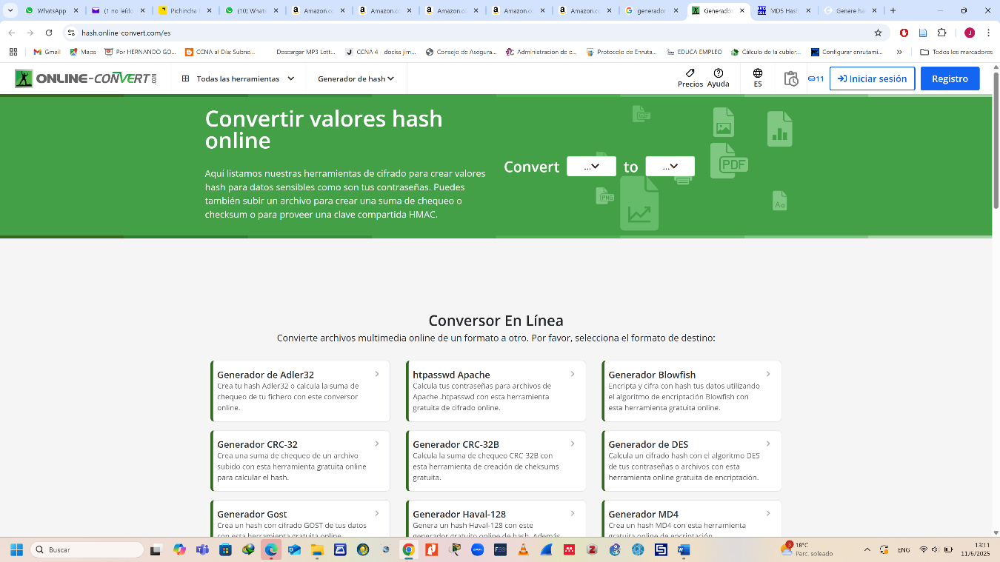 WhatsApp
(1 no leído)
Pichincha
(10) Whats
Amazon.co
Amazon.co
Amazon.co
Amazon.co
Amazon.co
generador
Generador
MD5 Hash
Genere ha
hash.online-convert.com/es
J
Gmail
Maps
Por HERNANDO GO...
CCNA al Día: Subne...
Descargar MP3 Lett...
CCNA 4 - dociss jim...
Consejo de Asegura...
Administracion de c...
Protocolo de Enruta...
EDUCA EMPLEO
Cálculo de la cubier...
Configurar enrutami...
Todos los marcadores
ONLINE-CONVERT.COM
Todas las herramientas
Generador de hash
Precios
Ayuda
ES
11
Iniciar sesión
Registro
Convertir valores hash
online
Aquí listamos nuestras herramientas de cifrado para crear valores
hash para datos sensibles como son tus contraseñas. Puedes
también subir un archivo para crear una suma de chequeo o
checksum o para proveer una clave compartida HMAC.
Convert ... to ...
GIF
PDF
PNG
Aa
Conversor En Línea
Convierte archivos multimedia online de un formato a otro. Por favor, selecciona el formato de destino:
Generador de Adler32
Crea tu hash Adler32 o calcula la suma de
chequeo de tu fichero con este conversor
online.
htpasswd Apache
Calcula tus contraseñas para archivos de
Apache .htpasswd con esta herramienta
gratuita de cifrado online.
Generador Blowfish
Encripta y cifra con hash tus datos utilizando
el algoritmo de encriptación Blowfish con
esta herramienta gratuita online.
Generador CRC-32
Crea una suma de chequeo de un archivo
subido con esta herramienta gratuita online
para calcular el hash.
Generador CRC-32B
Calcula la suma de chequeo CRC-32B con
esta herramienta de creación de cheksums
gratuita.
Generador de DES
Calcula un cifrado hash con el algoritmo DES
de tus contraseñas o archivos con esta
herramienta online gratuita de encriptación.
Generador Gost
Crea un hash con cifrado GOST de tus datos
con esta herramienta gratuita online
Generador Haval-128
Genera un hash Haval-128 con este
generador gratuito online de hash. Además
Generador MD4
Crea un hash MD4 con esta herramienta
gratuita online de encriptación.
Buscar
zoom
3
18°C
Parc. soleado
ENG
13:11
11/6/2025